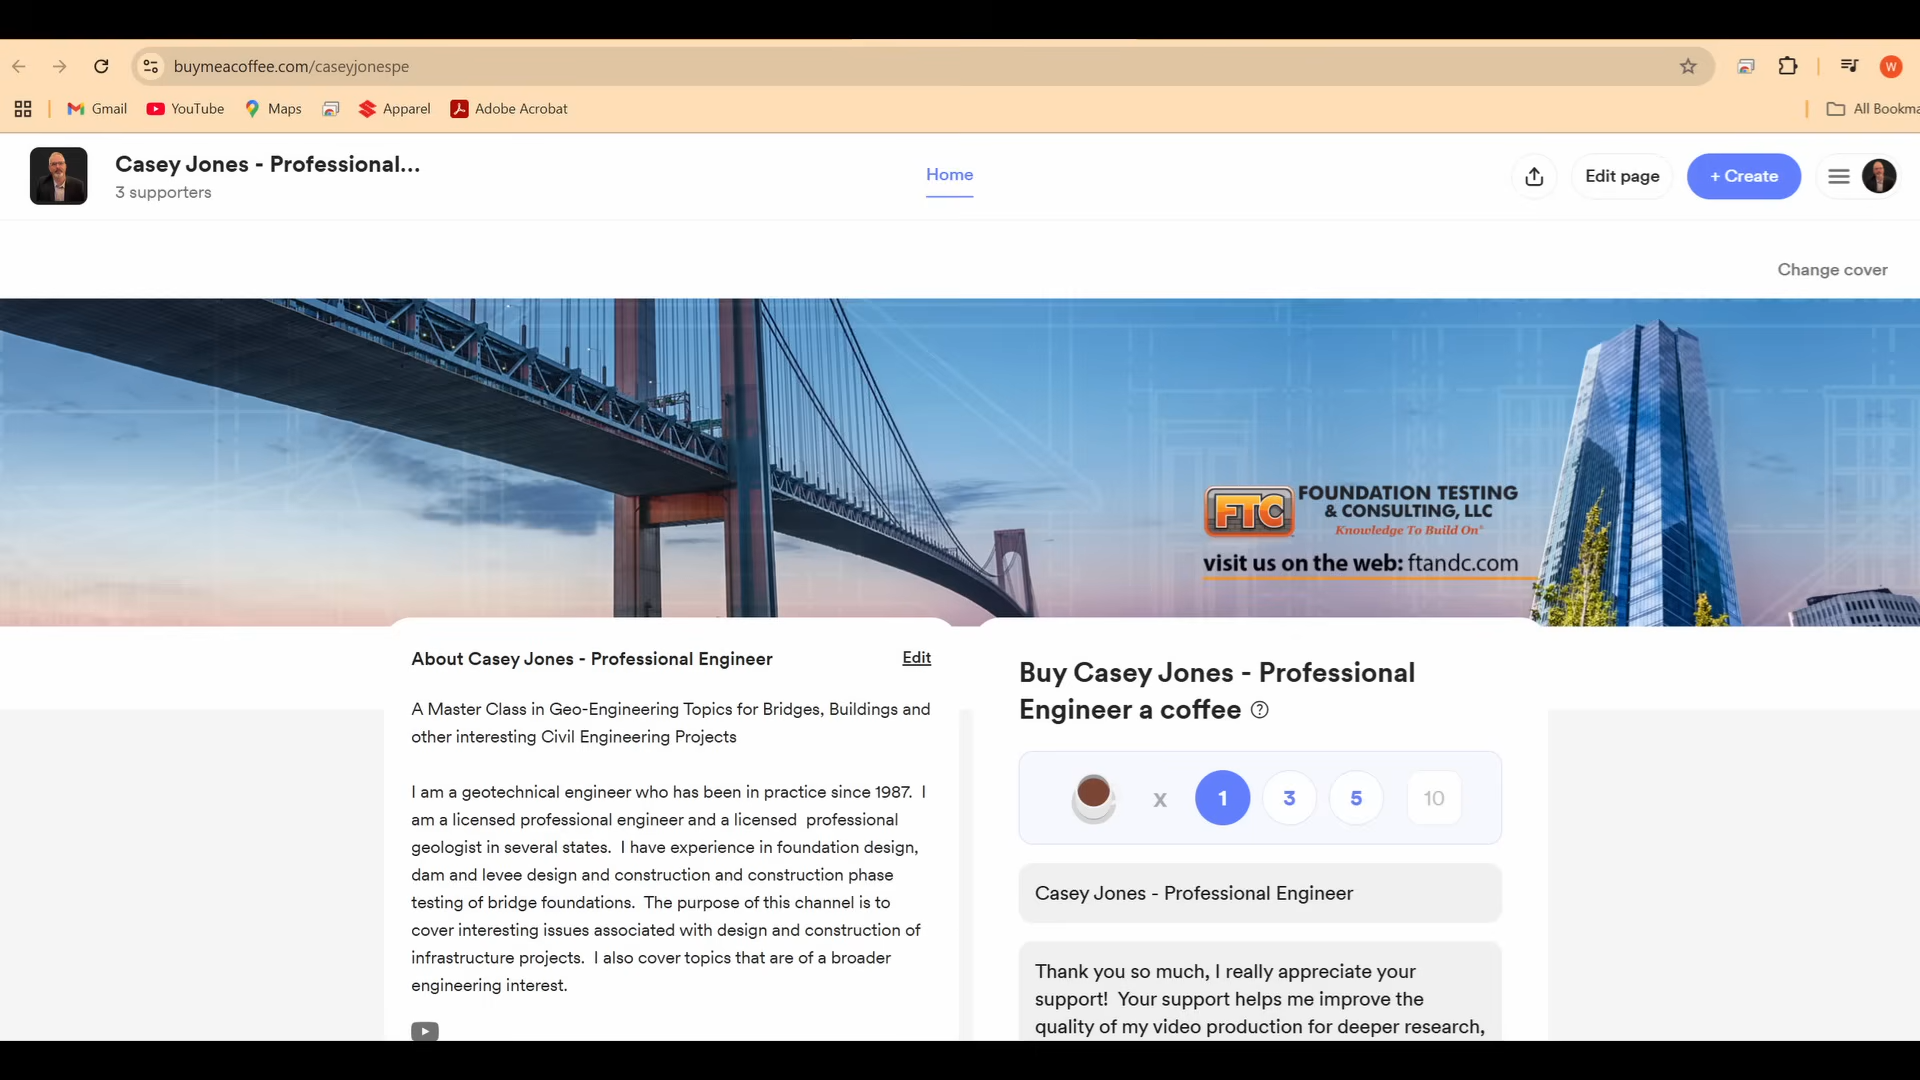 buymeacoffee.com/caseyjonespe
W
Gmail
YouTube
Maps
Apparel
Adobe Acrobat
All Bookma
Casey Jones - Professional...
3 supporters
Home
Edit page
+ Create
Change cover
FTC
FOUNDATION TESTING
& CONSULTING, LLC
Knowledge To Build On®
visit us on the web: ftandc.com
About Casey Jones - Professional Engineer
Edit
A Master Class in Geo-Engineering Topics for Bridges, Buildings and
other interesting Civil Engineering Projects
I am a geotechnical engineer who has been in practice since 1987.  I
am a licensed professional engineer and a licensed  professional
geologist in several states.  I have experience in foundation design,
dam and levee design and construction and construction phase
testing of bridge foundations.  The purpose of this channel is to
cover interesting issues associated with design and construction of
infrastructure projects.  I also cover topics that are of a broader
engineering interest.
Buy Casey Jones - Professional
Engineer a coffee ?
x 1 3 5 10
Casey Jones - Professional Engineer
Thank you so much, I really appreciate your
support!  Your support helps me improve the
quality of my video production for deeper research,